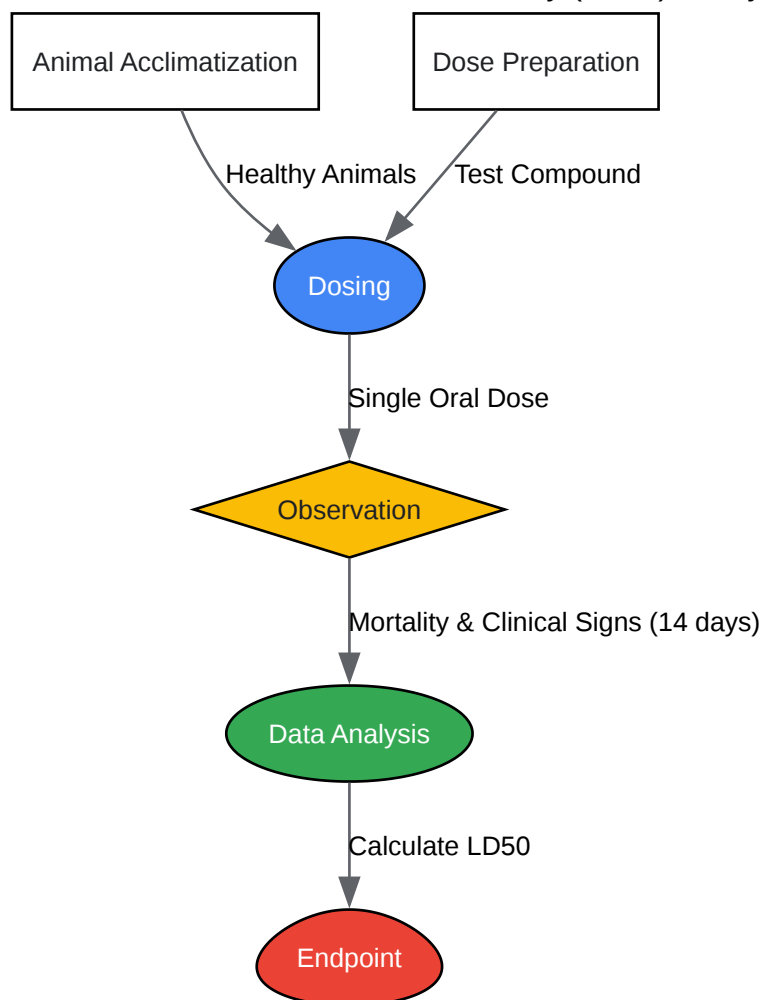 Animal Acclimatization
Dose Preparation
Healthy Animals
Test Compound
Dosing
Single Oral Dose
Observation
Mortality & Clinical Signs (14 days)
Data Analysis
Calculate LD50
Endpoint